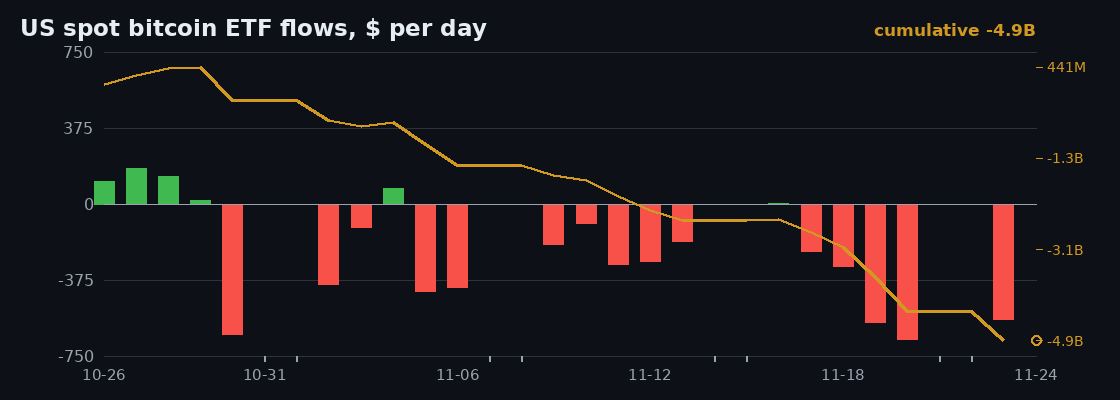 US spot bitcoin ETF flows, $ per day
cumulative -4.9B
750
375
0
-375
-750
441M
-1.3B
-3.1B
-4.9B
10-26
10-31
11-06
11-12
11-18
11-24